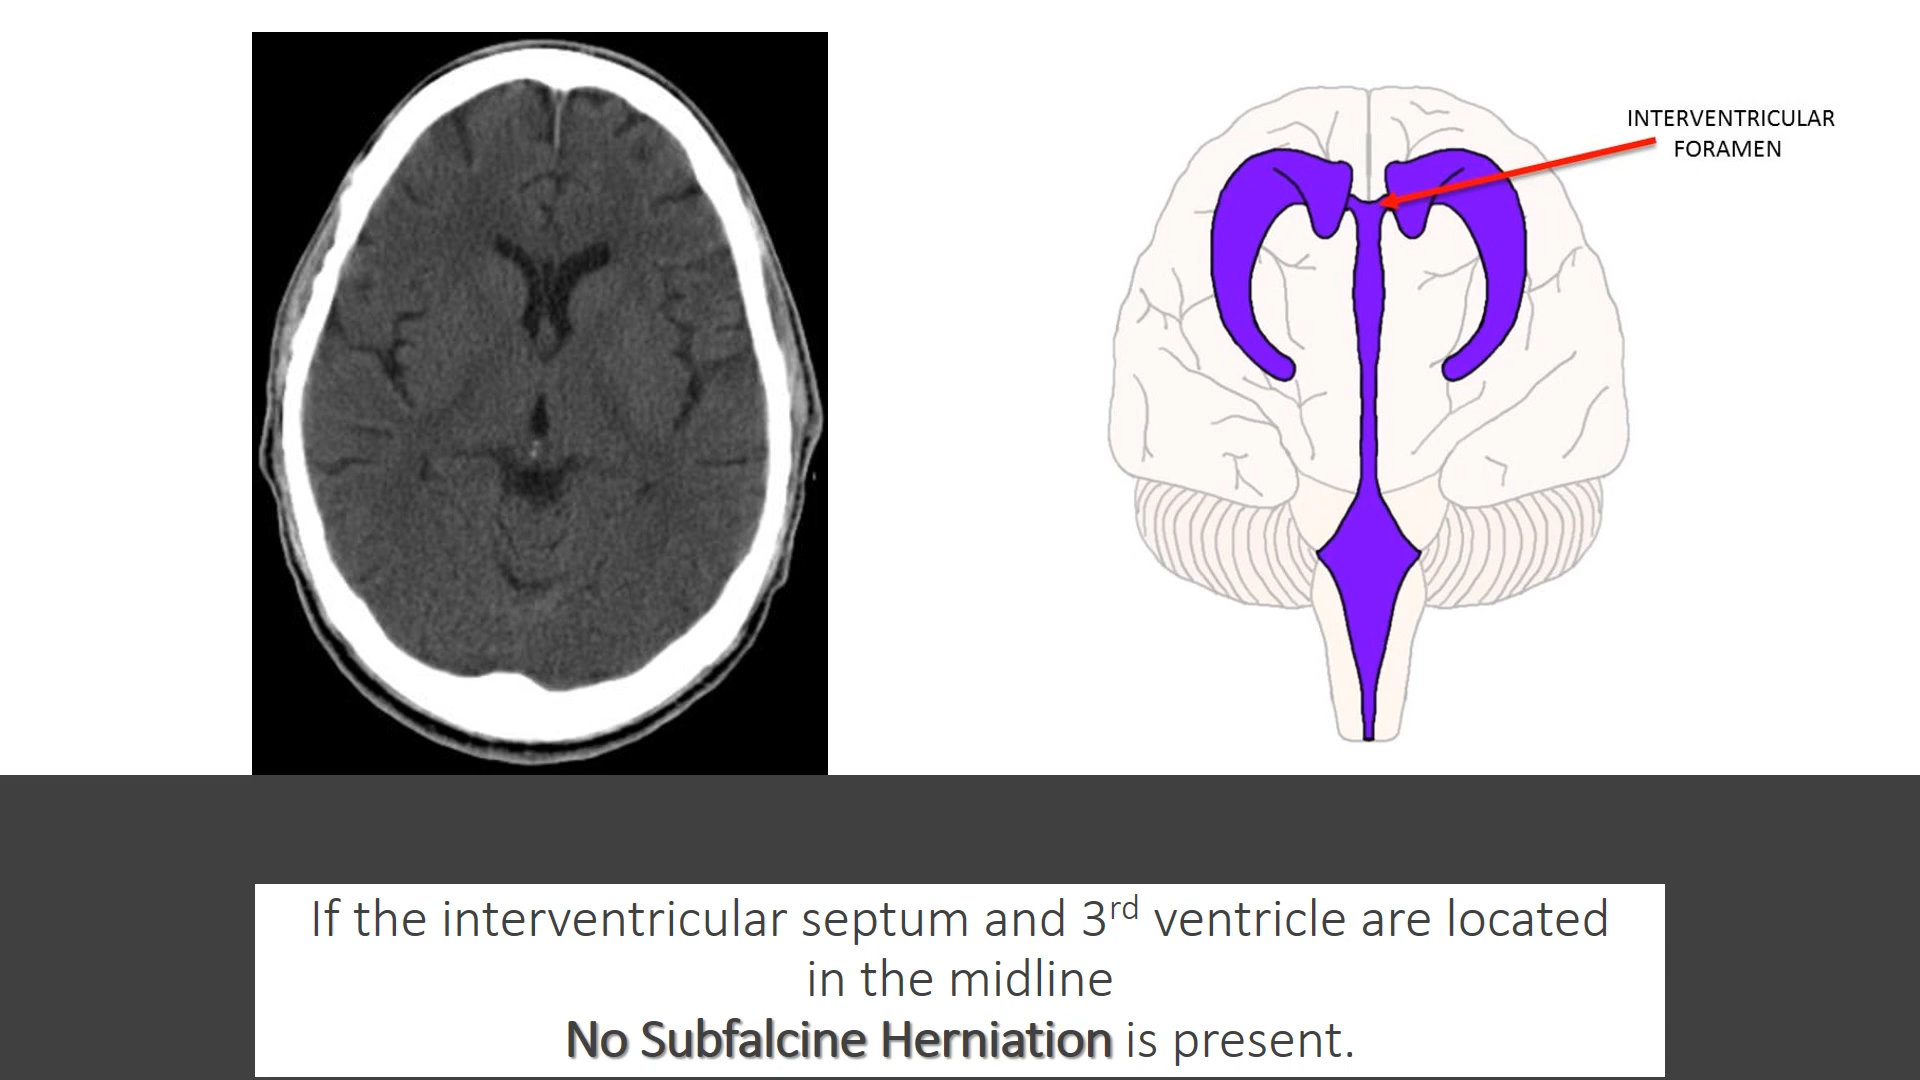 INTERVENTRICULAR
FORAMEN
If the interventricular septum and 3rd ventricle are located
in the midline
No Subfalcine Herniation is present.